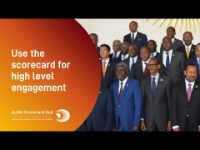 Use the
scorecard for
high level
engagement
ALMA Scorecard Hub